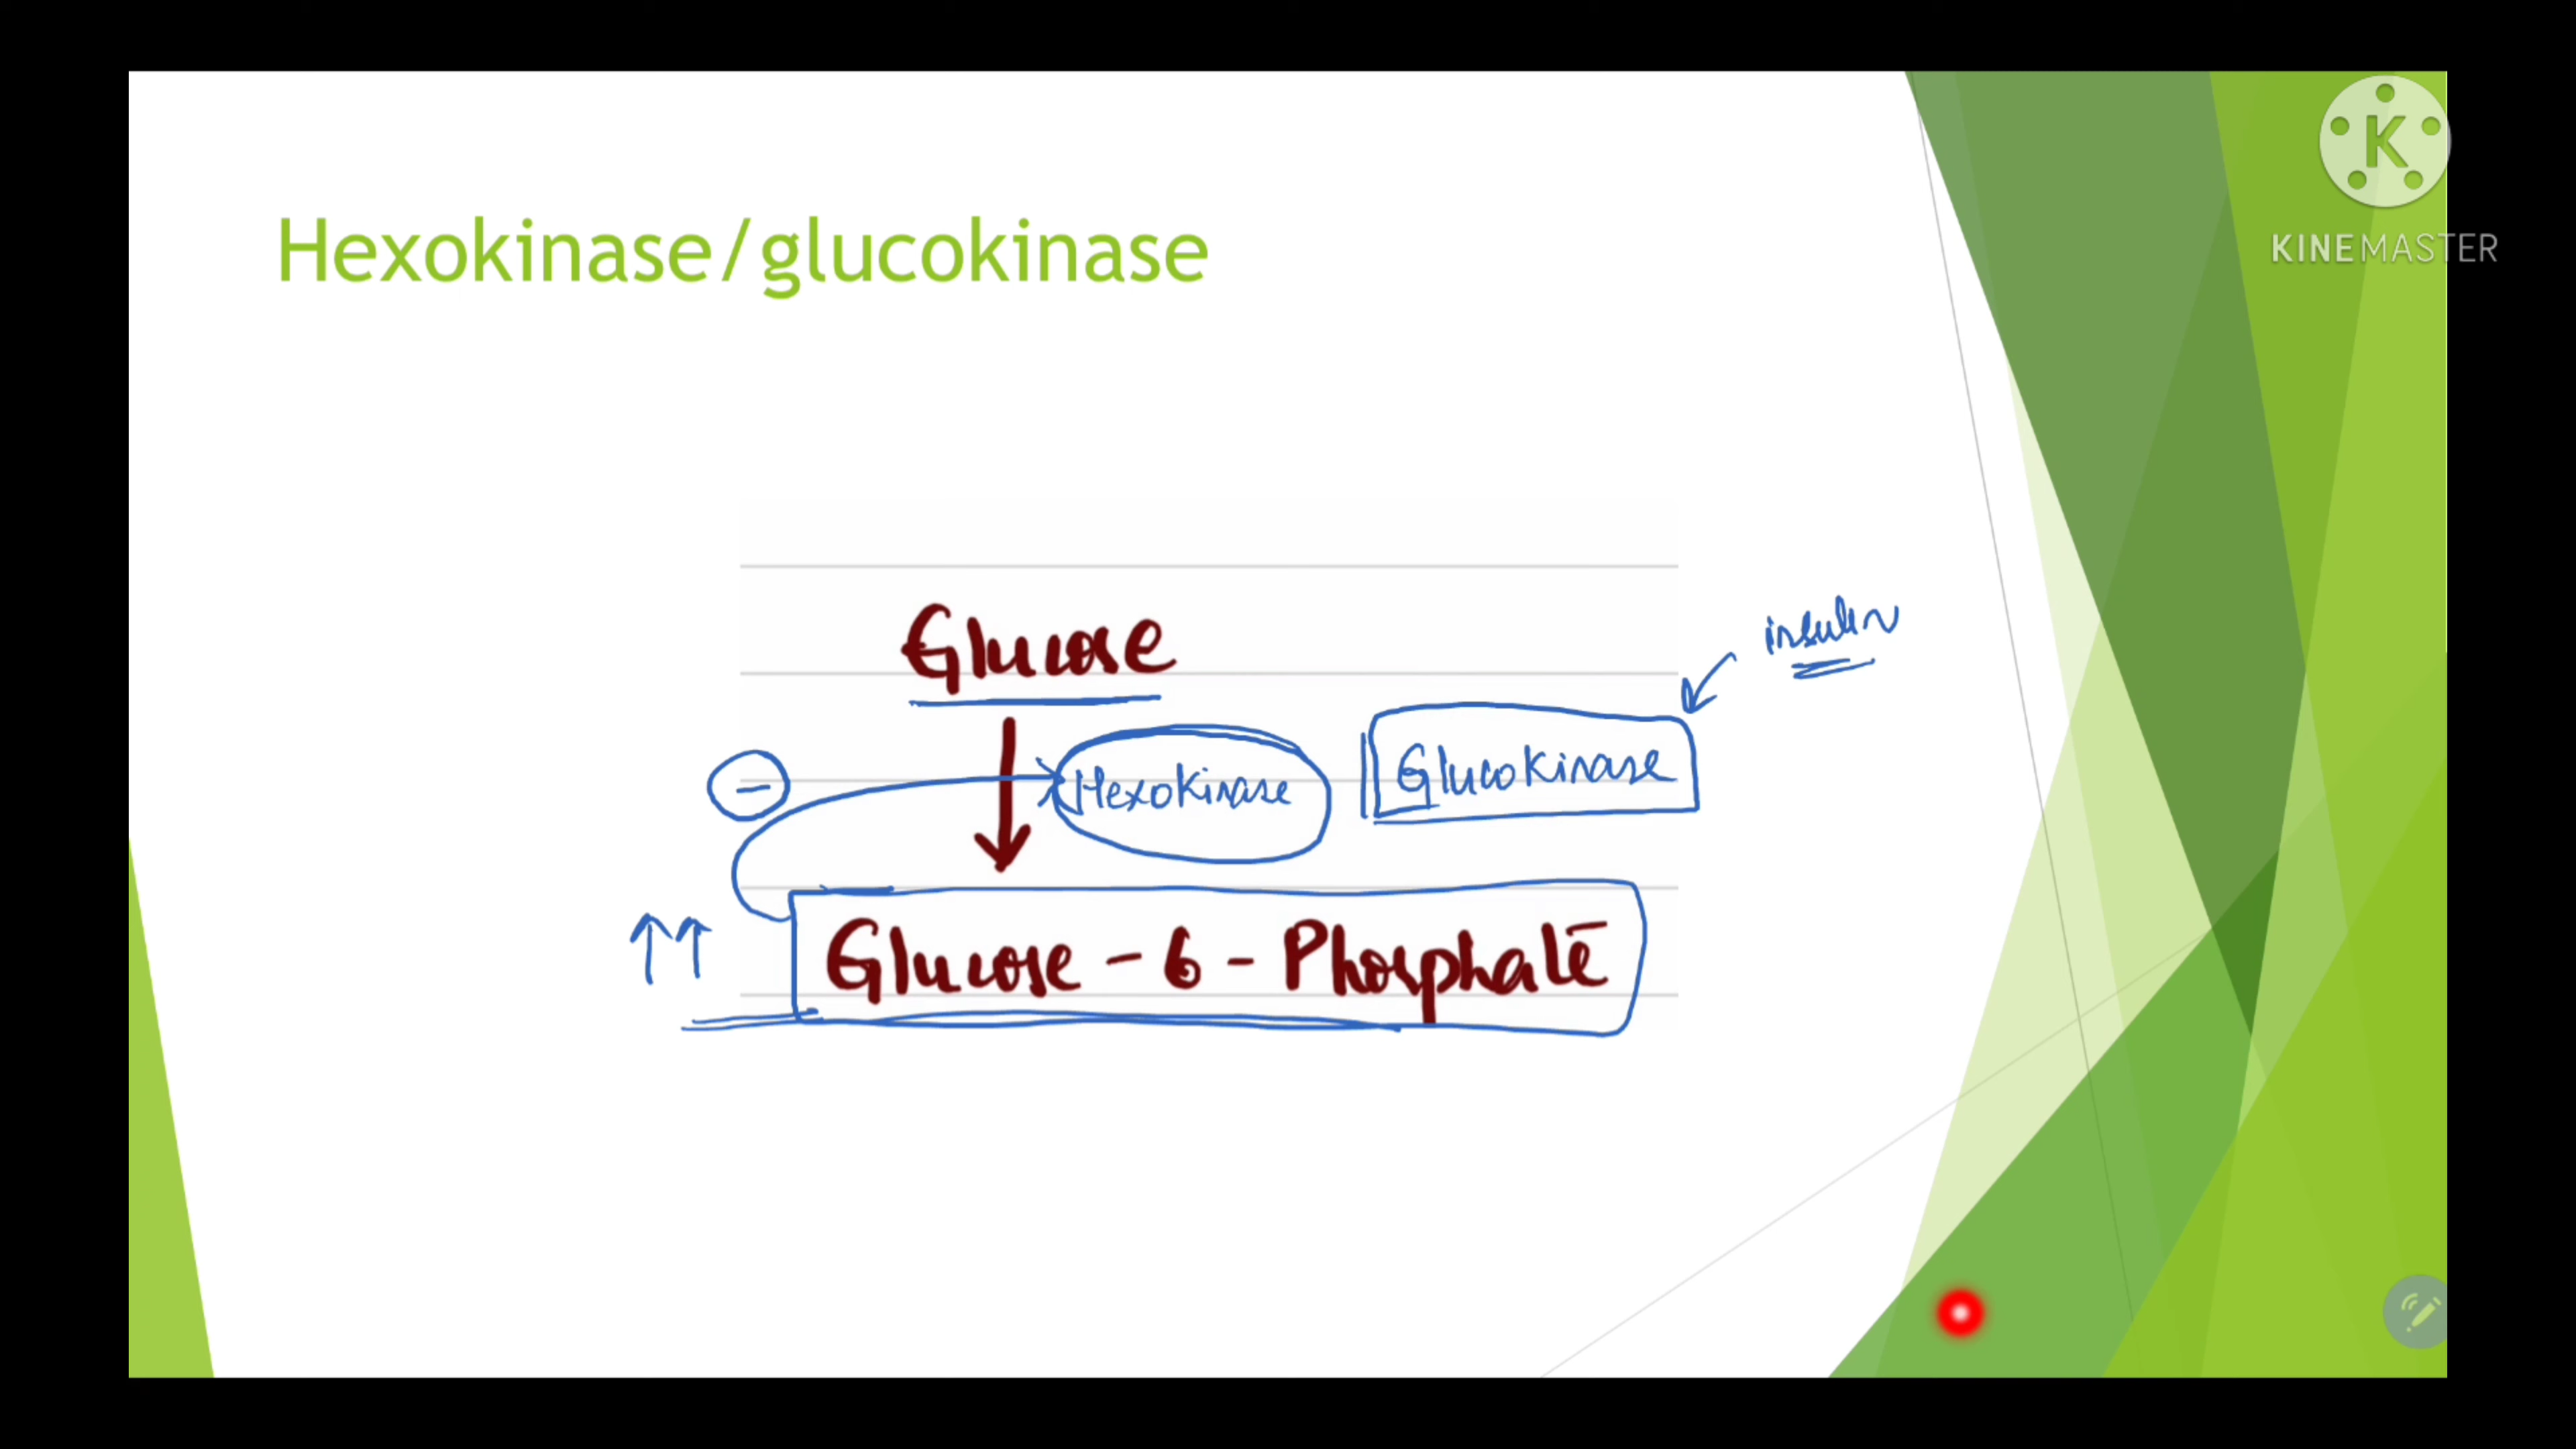 K
KINEMASTER
Hexokinase/glucokinase
Glucose
insulin
Hexokinase
Glucokinase
Glucose - 6 - Phosphate